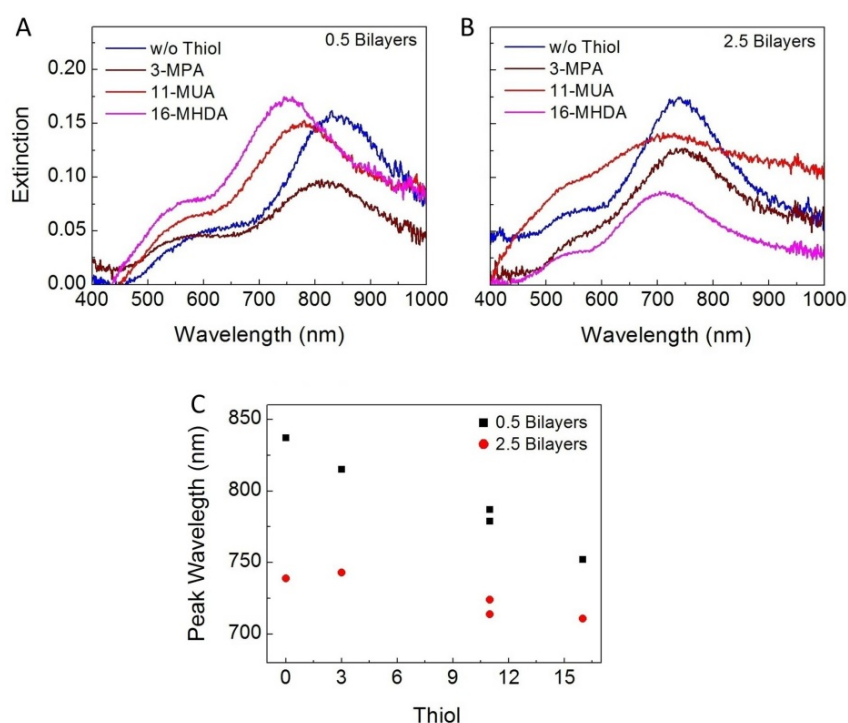 A
w/o Thiol
3-MPA
11-MUA
16-MHDA
0.5 Bilayers
0.20
0.15
0.10
0.05
0.00
Extinction
400 500 600 700 800 900 1000
Wavelength (nm)
B
w/o Thiol
3-MPA
11-MUA
16-MHDA
2.5 Bilayers
400 500 600 700 800 900 1000
Wavelength (nm)
C
0.5 Bilayers
2.5 Bilayers
850
800
750
700
Peak Wavelegth (nm)
0 3 6 9 12 15
Thiol